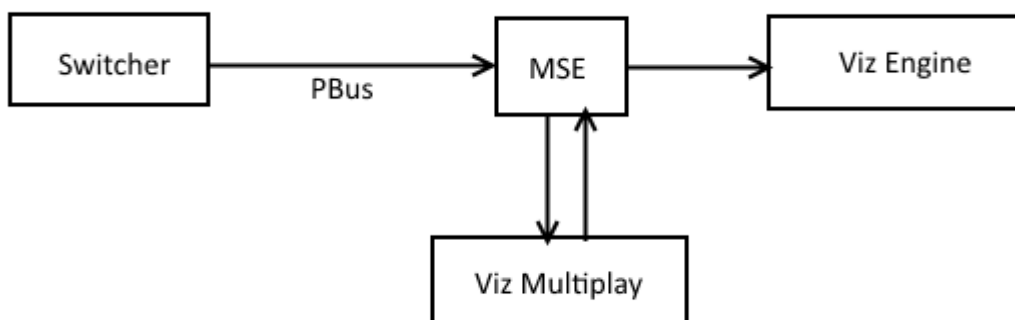 Switcher
PBus
MSE
Viz Engine
Viz Multiplay